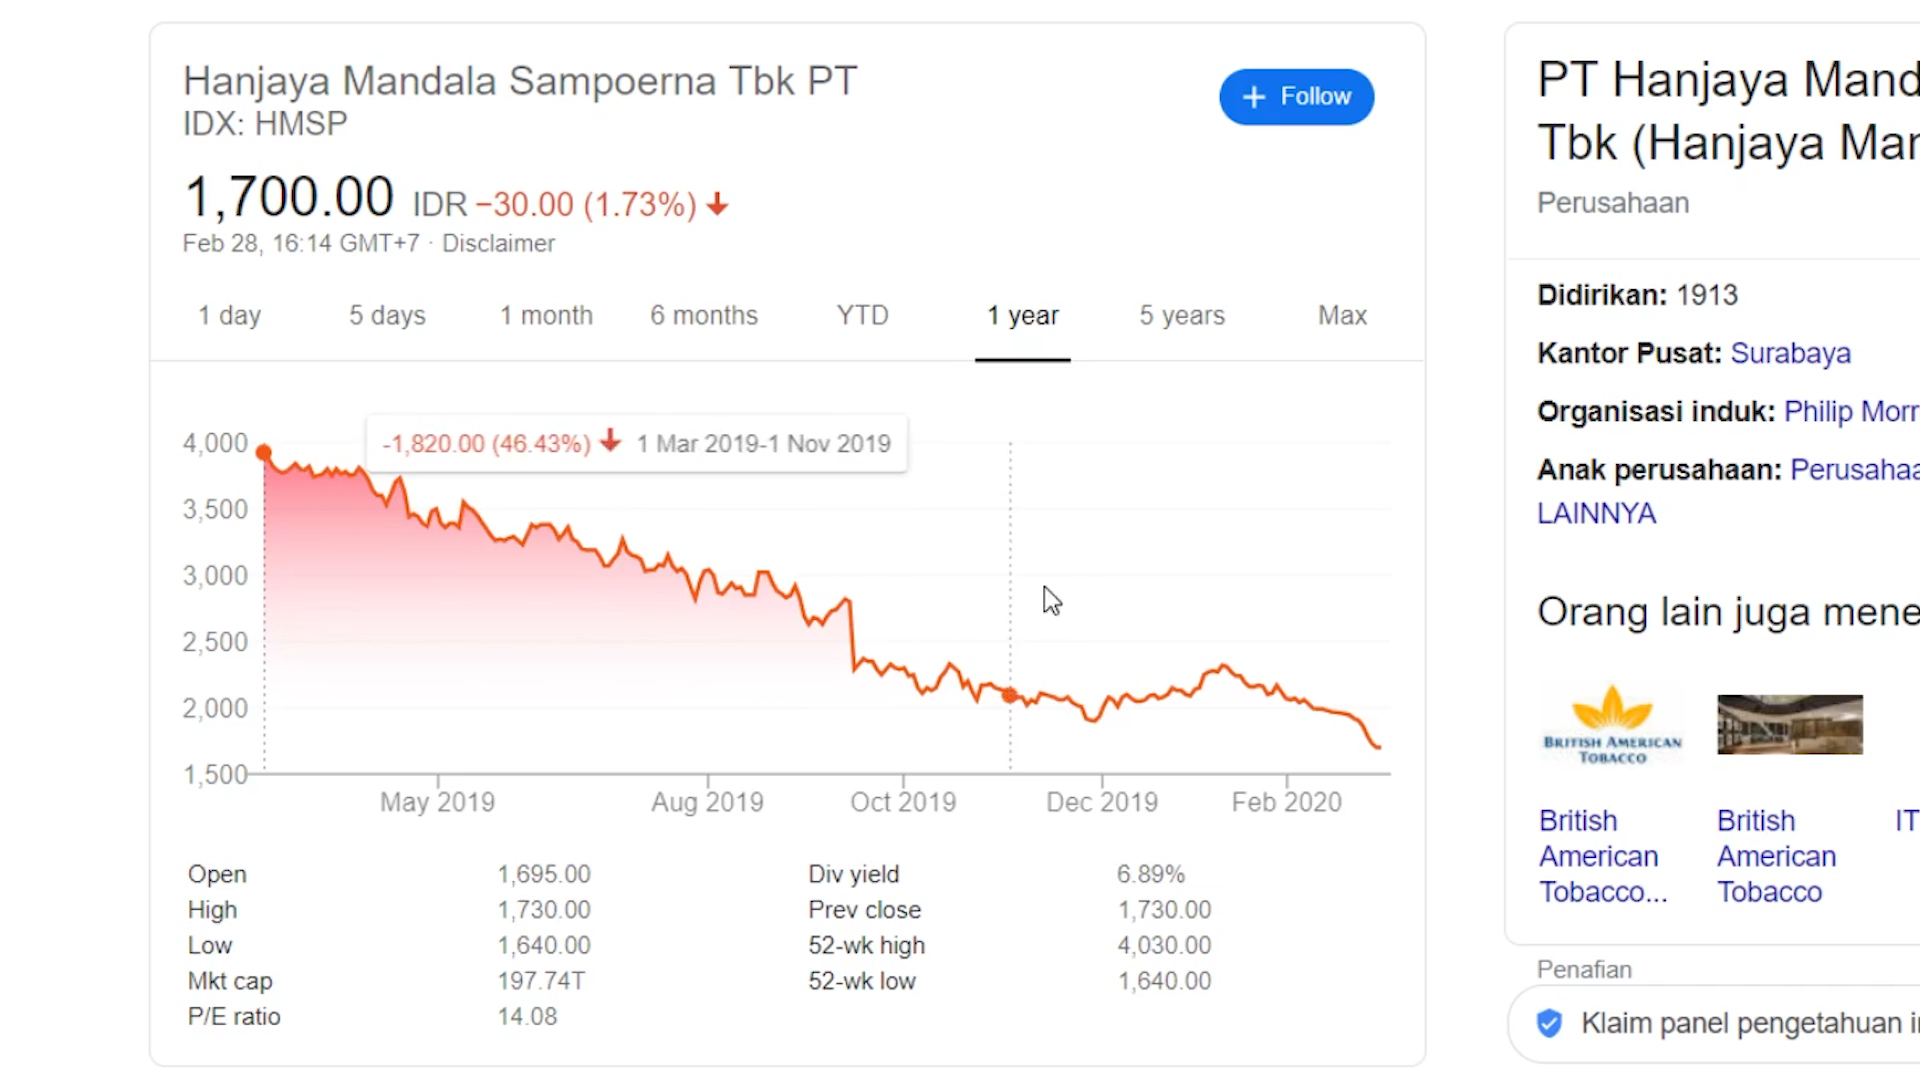 Hanjaya Mandala Sampoerna Tbk PT
IDX: HMSP
+ Follow
1,700.00 IDR −30.00 (1.73%)
Feb 28, 16:14 GMT+7 · Disclaimer
1 day 5 days 1 month 6 months YTD 1 year 5 years Max
-1,820.00 (46.43%) 1 Mar 2019-1 Nov 2019
4,000
3,500
3,000
2,500
2,000
1,500
May 2019 Aug 2019 Oct 2019 Dec 2019 Feb 2020
Open 1,695.00 Div yield 6.89%
High 1,730.00 Prev close 1,730.00
Low 1,640.00 52-wk high 4,030.00
Mkt cap 197.74T 52-wk low 1,640.00
P/E ratio 14.08
PT Hanjaya Mand
Tbk (Hanjaya Mar
Perusahaan
Didirikan: 1913
Kantor Pusat: Surabaya
Organisasi induk: Philip Morr
Anak perusahaan: Perusahaa
LAINNYA
Orang lain juga mene
BRITISH AMERICAN
TOBACCO
British
American
Tobacco...
British
American
Tobacco
IT
Penafian
Klaim panel pengetahuan i